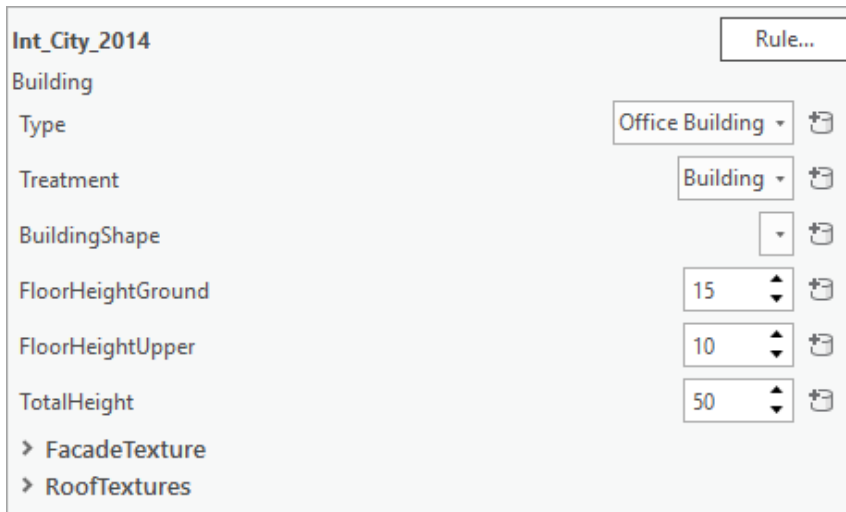 Int_City_2014 Rule...
Building
Type Office Building
Treatment Building
BuildingShape
FloorHeightGround 15
FloorHeightUpper 10
TotalHeight 50
FacadeTexture
RoofTextures